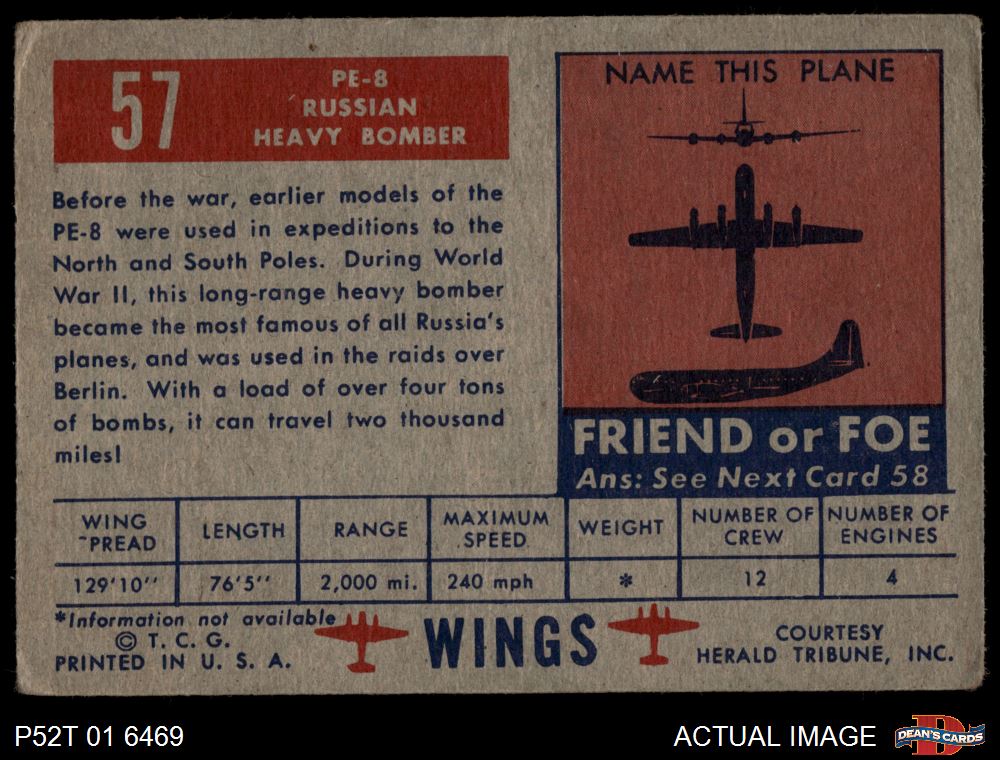 57
PE-8
RUSSIAN
HEAVY BOMBER
Before the war, earlier models of the
PE-8 were used in expeditions to the
North and South Poles. During World
War II, this long-range heavy bomber
became the most famous of all Russia's
planes, and was used in the raids over
Berlin. With a load of over four tons
of bombs, it can travel two thousand
miles!
NAME THIS PLANE
FRIEND or FOE
Ans: See Next Card 58
WING PREAD LENGTH RANGE MAXIMUM SPEED WEIGHT NUMBER OF CREW NUMBER OF ENGINES
129'10'' 76'5'' 2,000 mi. 240 mph * 12 4
*Information not available
© T. C. G.
PRINTED IN U. S. A.
WINGS
COURTESY
HERALD TRIBUNE, INC.
P52T 01 6469
ACTUAL IMAGE
DEAN'S CARDS